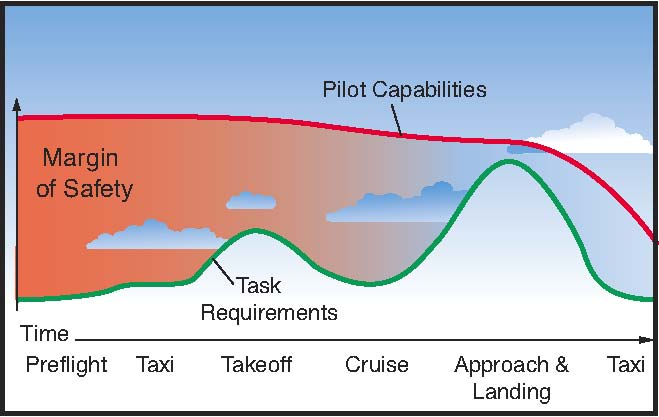 Pilot Capabilities
Margin
of Safety
Task
Requirements
Time
Preflight Taxi Takeoff Cruise Approach & Taxi
Landing